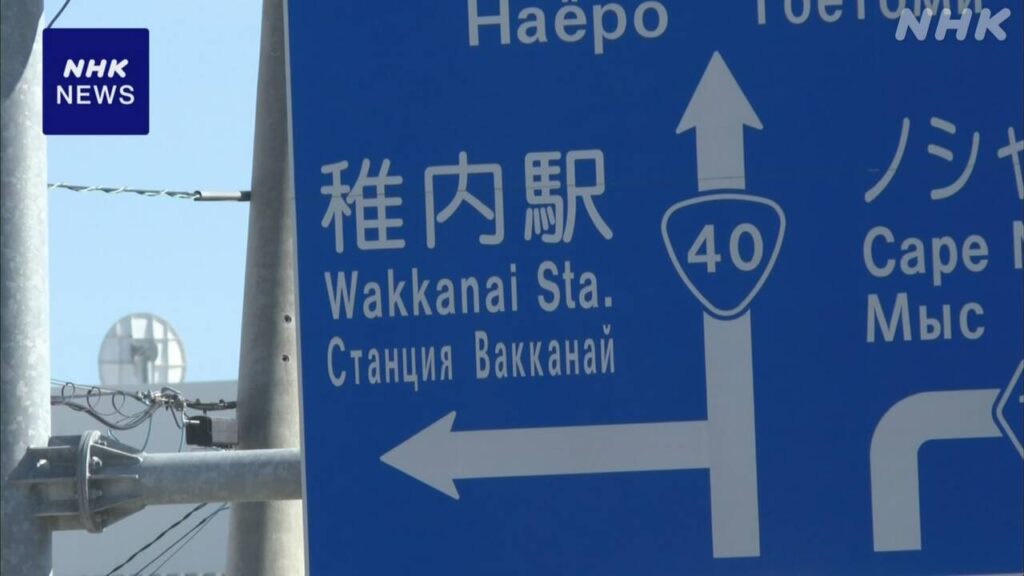 NHK
NEWS
NHK
Наёро
稚内駅
Wakkanai Sta.
Станция Вакканай
40
ノシャ
Cape
Мыс